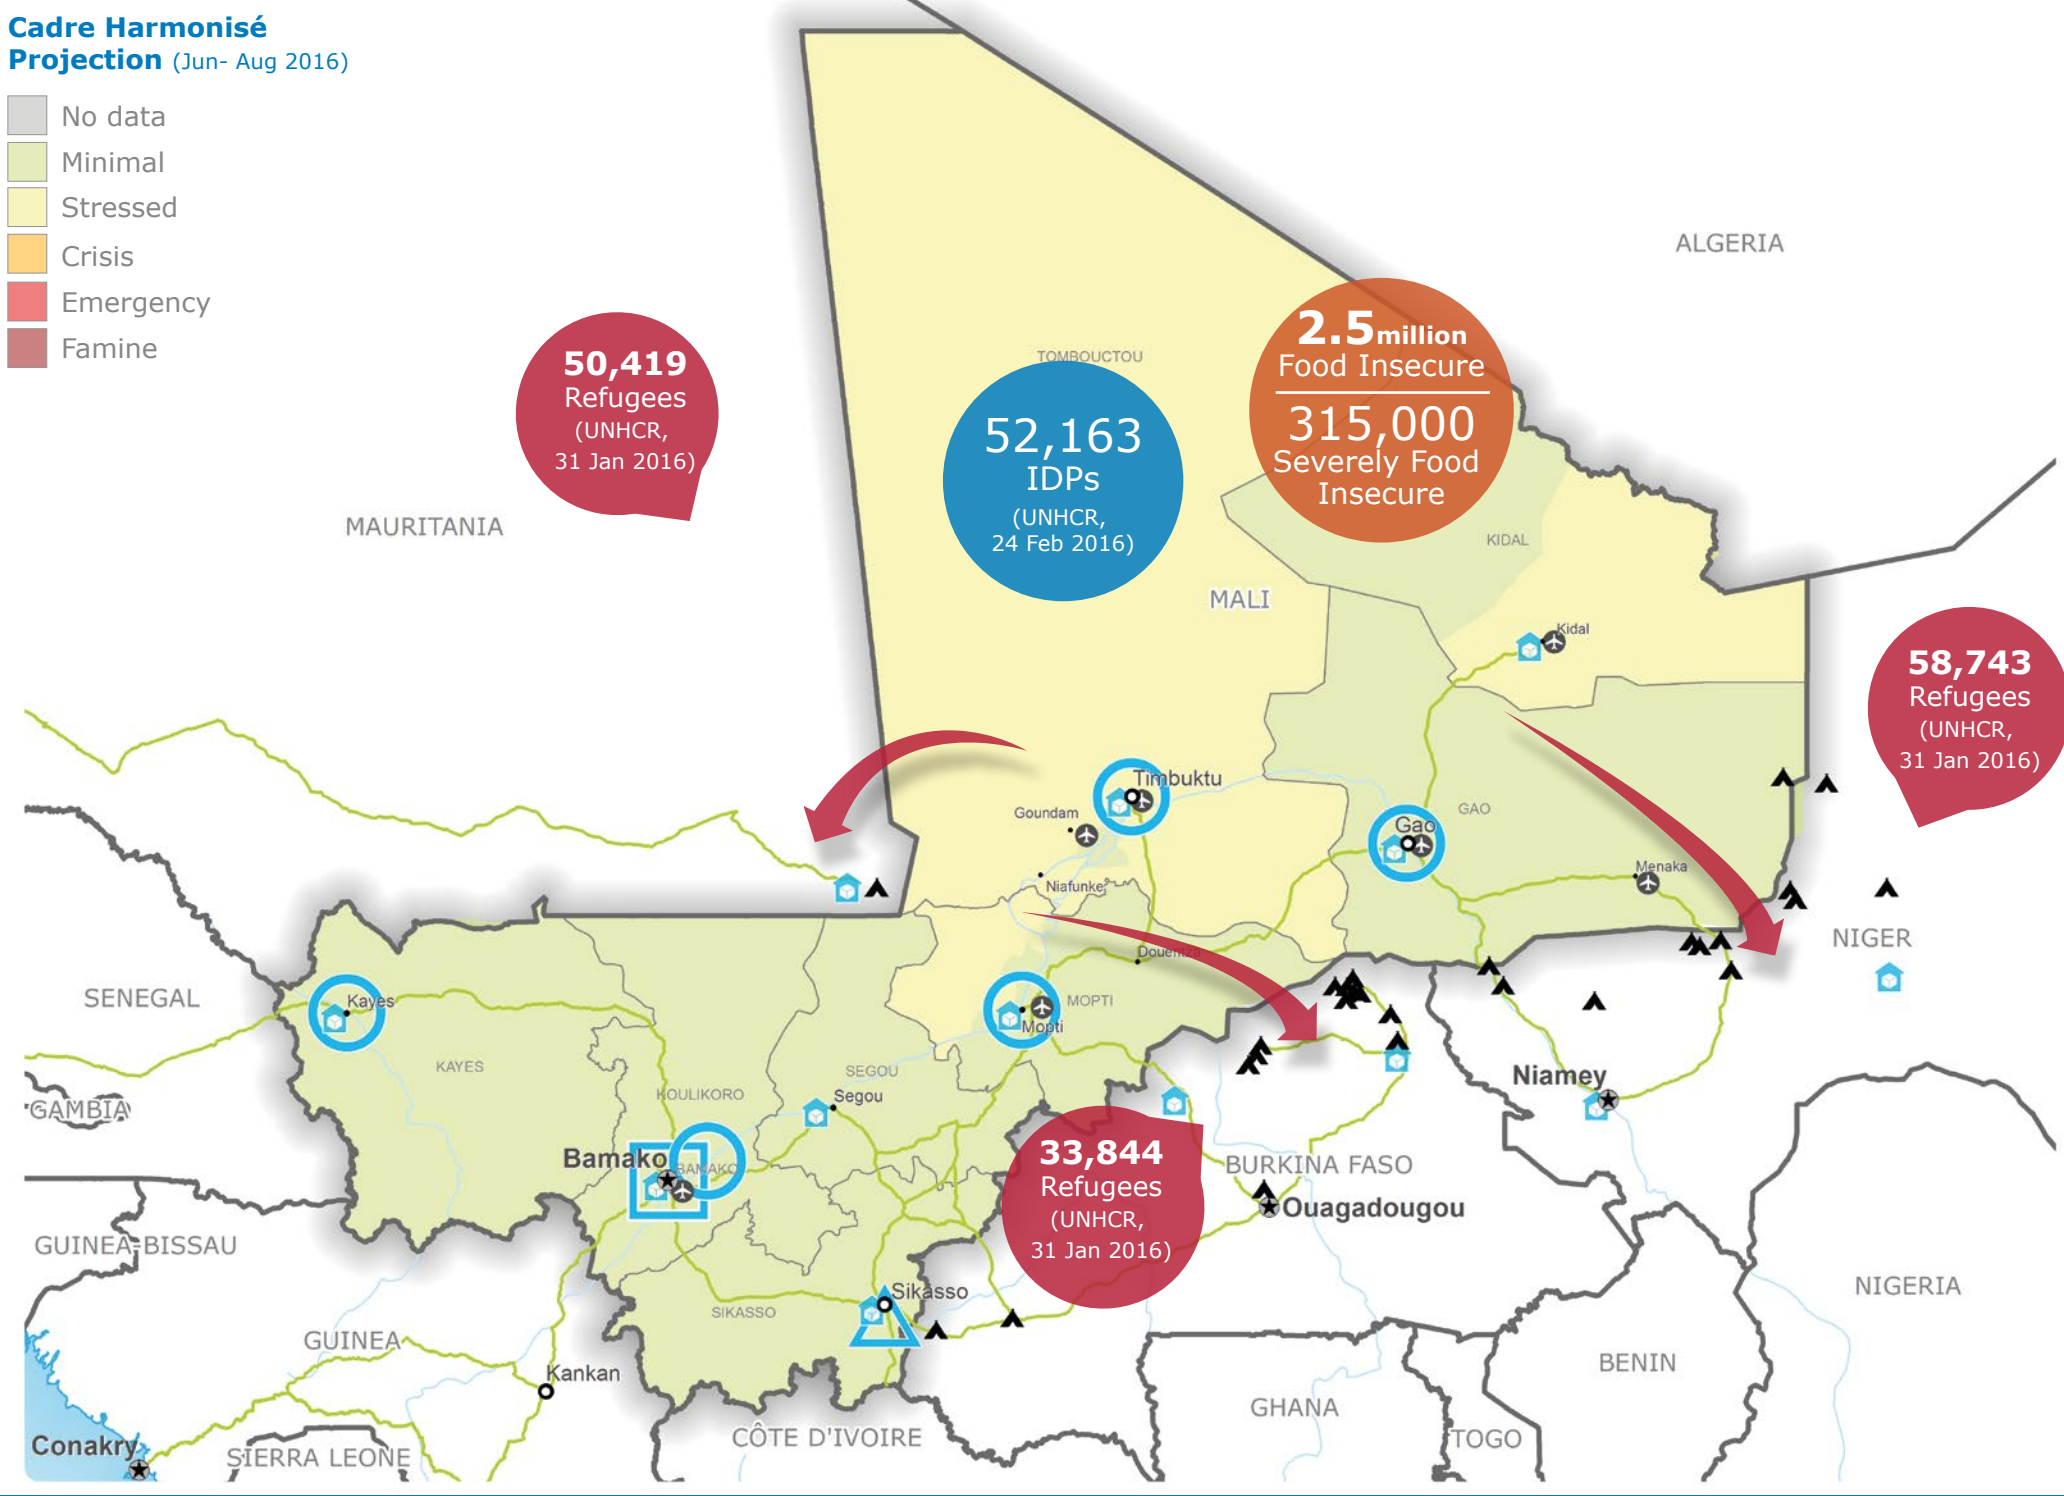 Cadre Harmonisé
Projection (Jun- Aug 2016)
No data
Minimal
Stressed
Crisis
Emergency
Famine
ALGERIA
2.5 million
Food Insecure
315,000
Severely Food
Insecure
50,419
Refugees
(UNHCR,
31 Jan 2016)
TOMBOUCTOU
52,163
IDPs
(UNHCR,
24 Feb 2016)
MAURITANIA
KIDAL
MALI
Kidal
58,743
Refugees
(UNHCR,
31 Jan 2016)
Timbuktu
Goundam
GAO
Gao
Menaka
Niafunke
NIGER
Douentza
SENEGAL
Kayes
MOPTI
Mopti
KAYES
SEGOU
Segou
KOULIKORO
Niamey
GAMBIA
Bamako
BAMAKO
33,844
Refugees
(UNHCR,
31 Jan 2016)
BURKINA FASO
Ouagadougou
GUINEA-BISSAU
Sikasso
SIKASSO
NIGERIA
GUINEA
Kankan
BENIN
GHANA
CÔTE D'IVOIRE
TOGO
Conakry
SIERRA LEONE